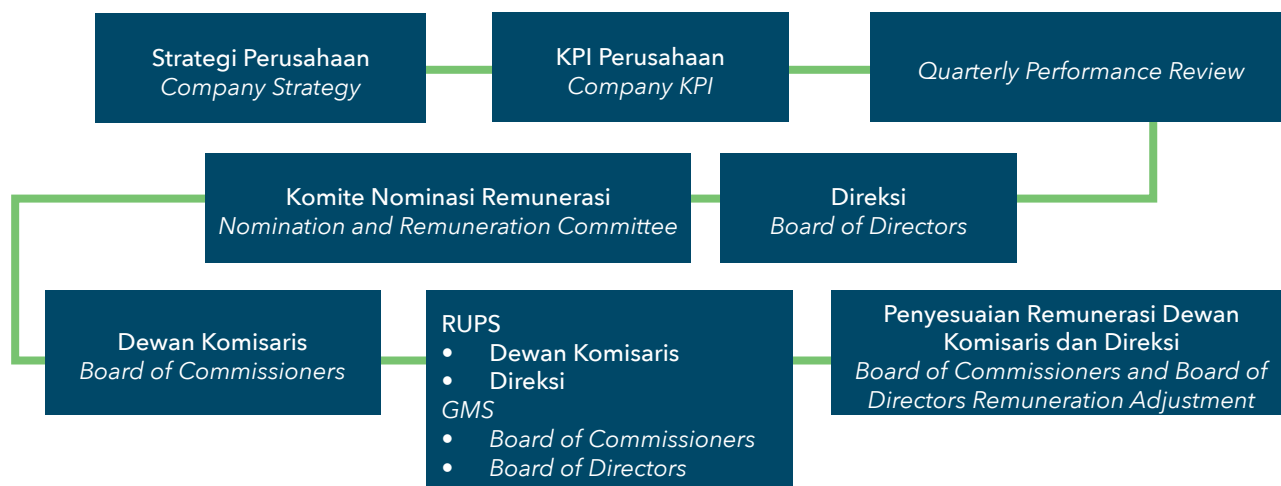 Strategi Perusahaan
Company Strategy
KPI Perusahaan
Company KPI
Quarterly Performance Review
Komite Nominasi Remunerasi
Nomination and Remuneration Committee
Direksi
Board of Directors
Dewan Komisaris
Board of Commissioners
RUPS
• Dewan Komisaris
• Direksi
GMS
• Board of Commissioners
• Board of Directors
Penyesuaian Remunerasi Dewan
Komisaris dan Direksi
Board of Commissioners and Board of
Directors Remuneration Adjustment